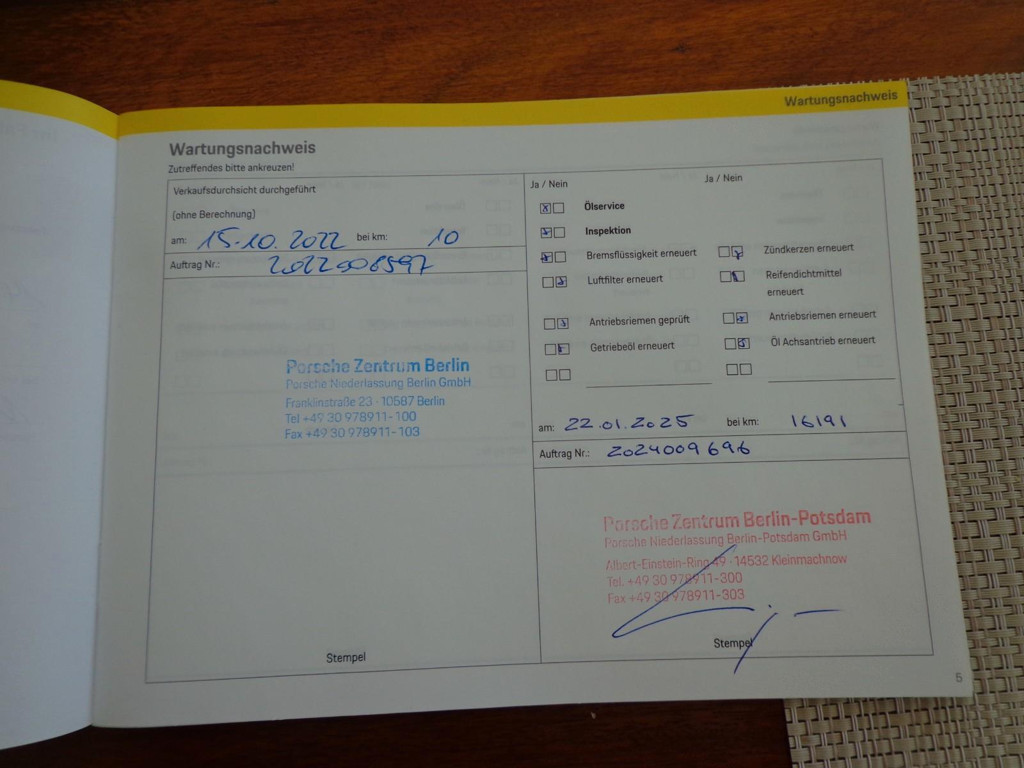 Wartungsnachweis
Wartungsnachweis
Zutreffendes bitte ankreuzen!
Verkaufsdurchsicht durchgeführt
(ohne Berechnung)
am: 15.10.2022 bei km: 10
Auftrag Nr.: 2022006597
Porsche Zentrum Berlin
Porsche Niederlassung Berlin GmbH
Franklinstraße 23 · 10587 Berlin
Tel +49 30 978911-100
Fax +49 30 978911-103
Stempel
Ja / Nein Ja / Nein
Ölservice
Inspektion
Bremsflüssigkeit erneuert Zündkerzen erneuert
Luftfilter erneuert Reifendichtmittel
erneuert
Antriebsriemen geprüft Antriebsriemen erneuert
Getriebeöl erneuert Öl Achsantrieb erneuert
am: 22.01.2025 bei km: 16191
Auftrag Nr.: 2024009696
Porsche Zentrum Berlin-Potsdam
Porsche Niederlassung Berlin-Potsdam GmbH
Albert-Einstein-Ring 49 · 14532 Kleinmachnow
Tel. +49 30 978911-300
Fax +49 30 978911-303
Stempel
5